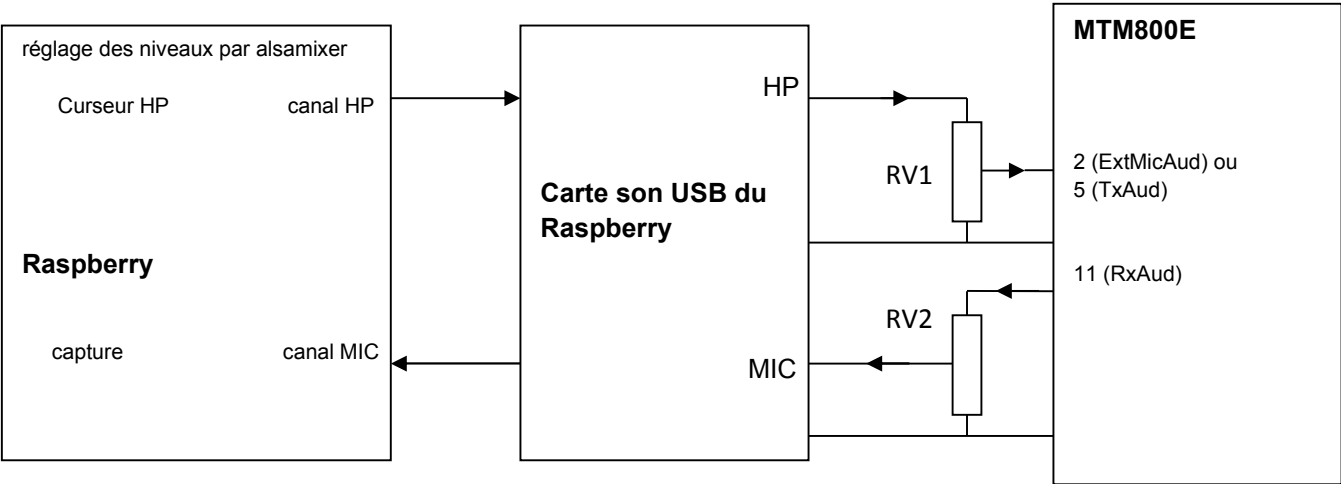 réglage des niveaux par alsamixer
Curseur HP
canal HP
Raspberry
capture
canal MIC
HP
Carte son USB du
Raspberry
MIC
RV1
RV2
MTM800E
2 (ExtMicAud) ou
5 (TxAud)
11 (RxAud)